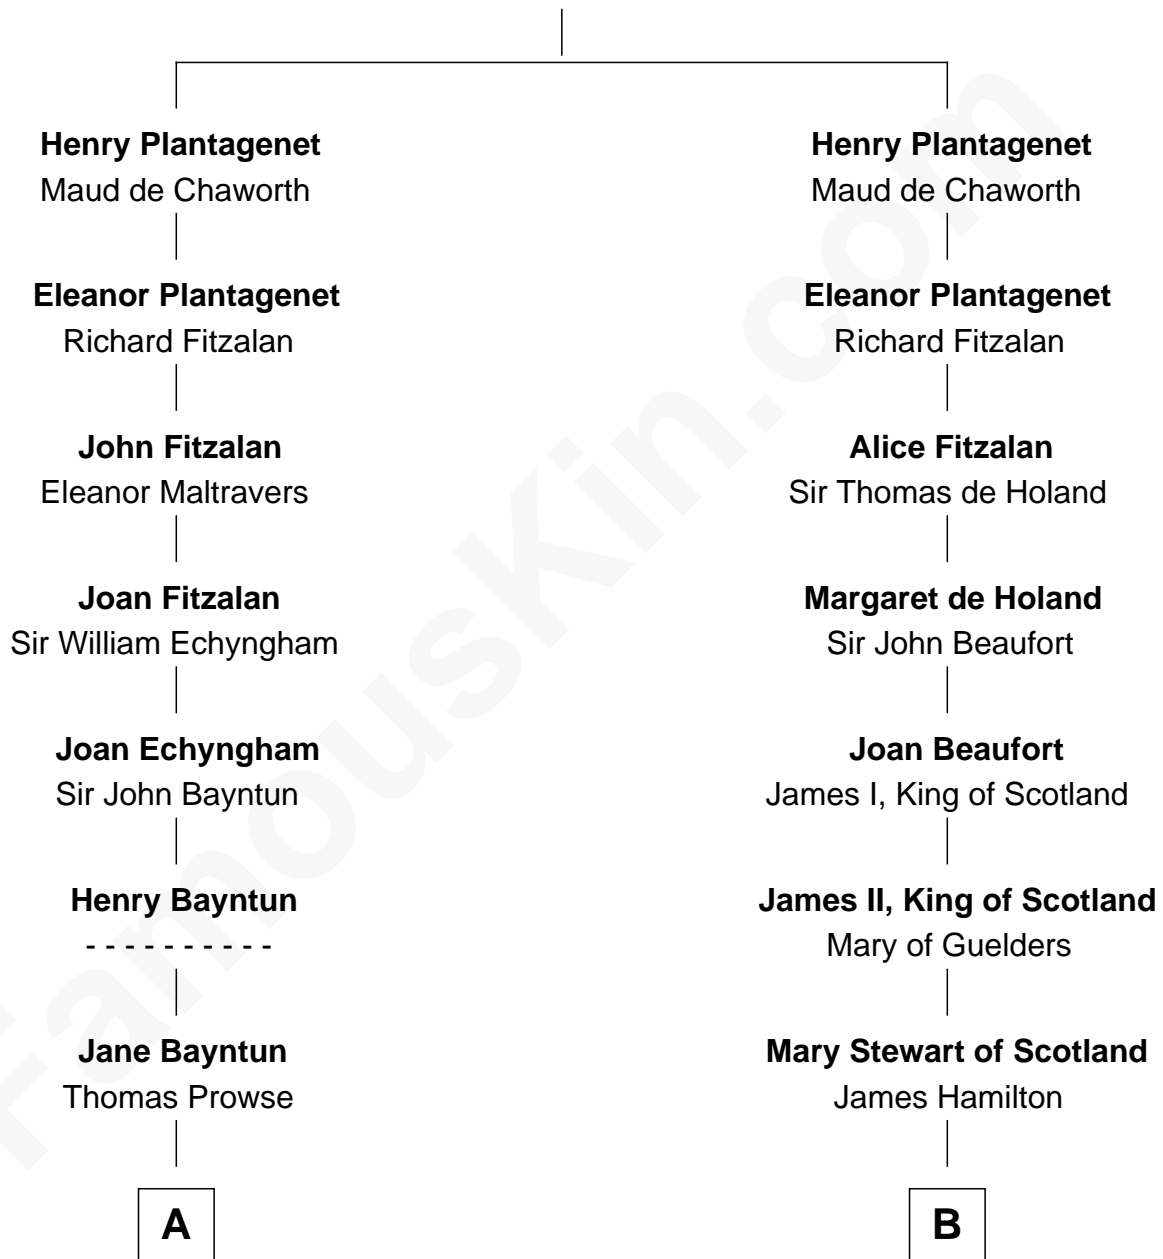 Henry Plantagenet
Maud de Chaworth
Eleanor Plantagenet
Richard Fitzalan
John Fitzalan
Eleanor Maltravers
Joan Fitzalan
Sir William Echyngham
Joan Echyngham
Sir John Bayntun
Henry Bayntun
- - - - - - - - - -
Jane Bayntun
Thomas Prowse
A
Henry Plantagenet
Maud de Chaworth
Eleanor Plantagenet
Richard Fitzalan
Alice Fitzalan
Sir Thomas de Holand
Margaret de Holand
Sir John Beaufort
Joan Beaufort
James I, King of Scotland
James II, King of Scotland
Mary of Guelders
Mary Stewart of Scotland
James Hamilton
B
FamousKin.com